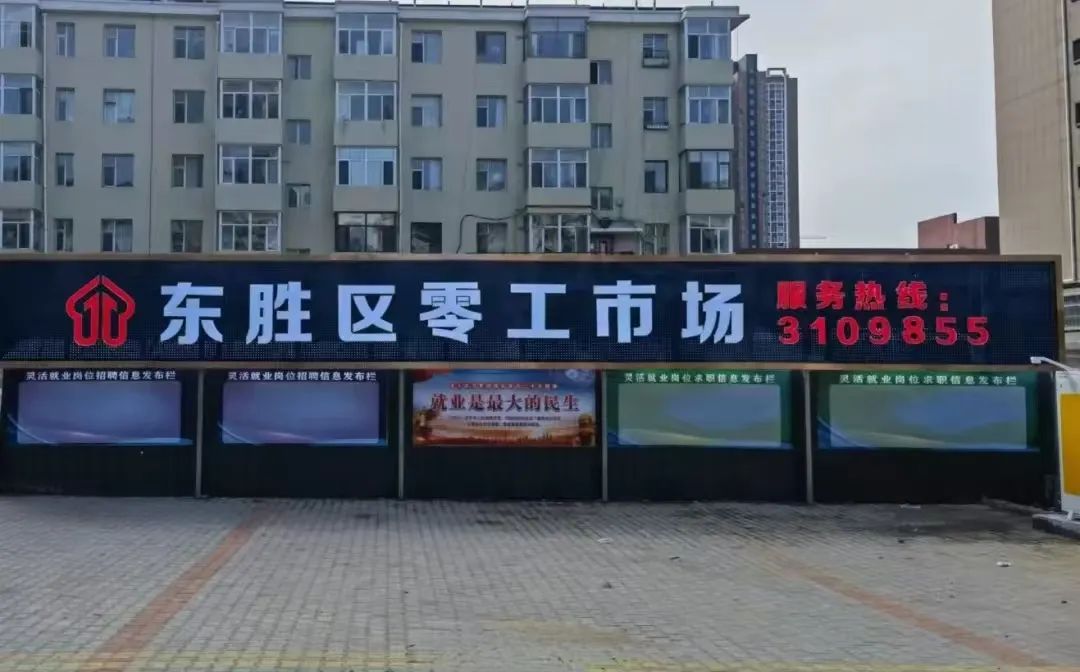 东胜区零工市场
服务热线:
3109855
灵活就业岗位招聘信息发布栏
灵活就业岗位招聘信息发布栏
就业是最大的民生
灵活就业岗位求职信息发布栏
灵活就业岗位求职信息发布栏